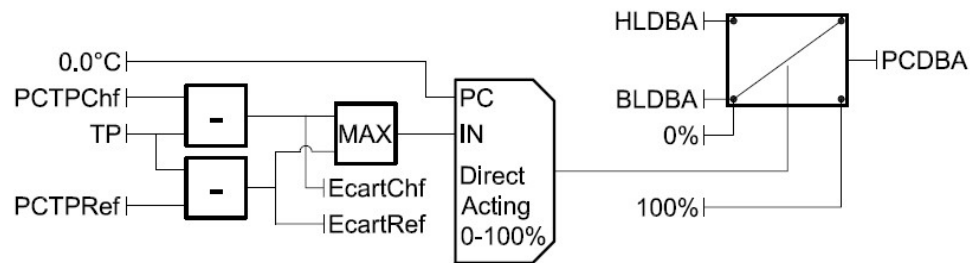 HLDBA
PCDBA
0.0°C
PCTPChf
PC
BLDBA
-
MAX
TP
IN
0%
-
Direct
EcartChf
Acting
PCTPRef
100%
EcartRef
0-100%